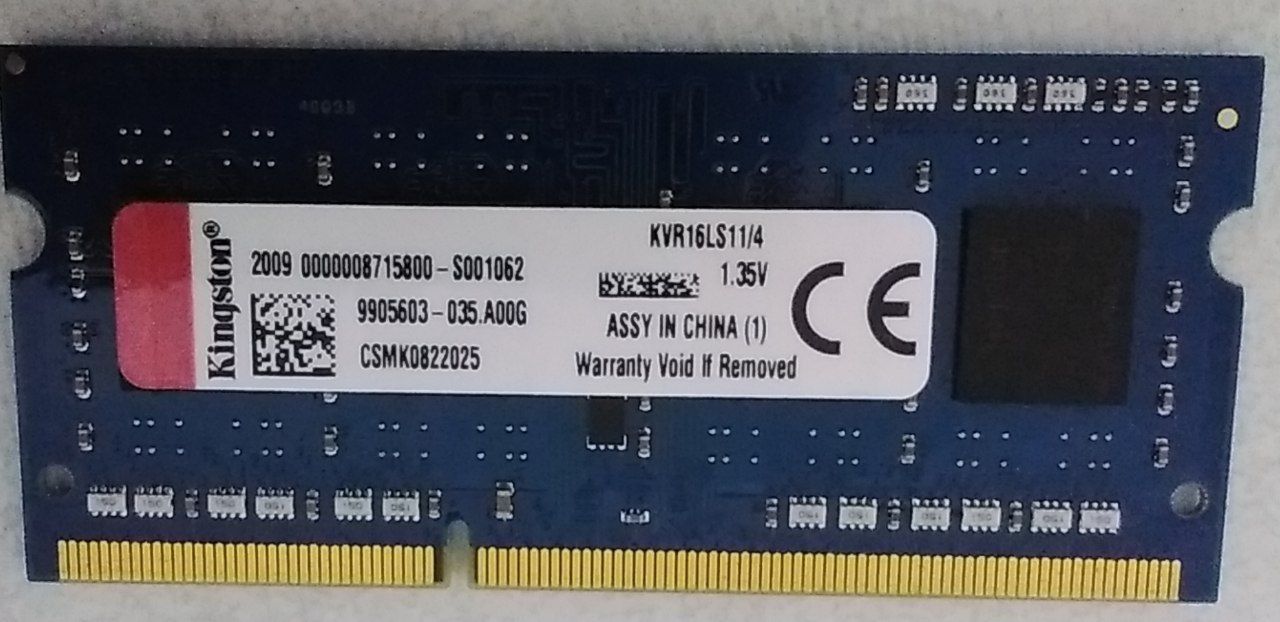 Kingston®
2009 0000008715800-S001062
9905603-035.A00G
CSMK0822025
KVR16LS11/4
1.35V
ASSY IN CHINA (1)
Warranty Void If Removed
CE